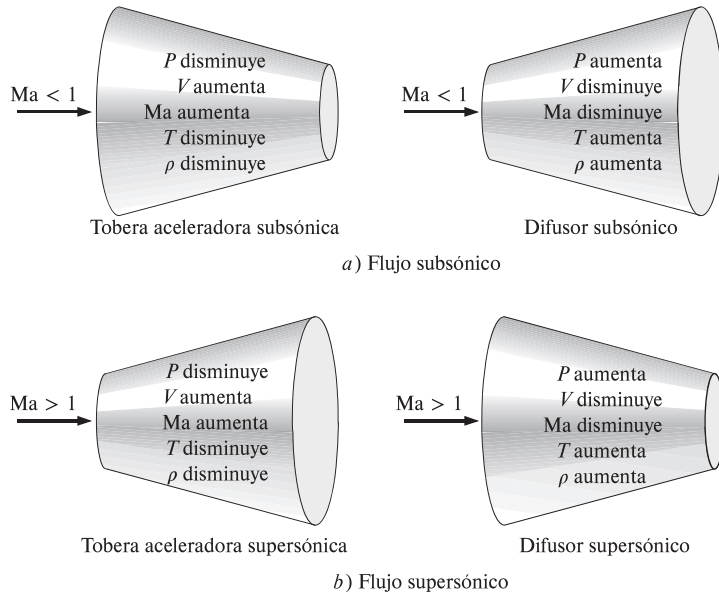 Ma < 1
P disminuye
V aumenta
Ma aumenta
T disminuye
ρ disminuye
Tobera aceleradora subsónica
Ma < 1
P aumenta
V disminuye
Ma disminuye
T aumenta
ρ aumenta
Difusor subsónico
a) Flujo subsónico
Ma > 1
P disminuye
V aumenta
Ma aumenta
T disminuye
ρ disminuye
Tobera aceleradora supersónica
Ma > 1
P aumenta
V disminuye
Ma disminuye
T aumenta
ρ aumenta
Difusor supersónico
b) Flujo supersónico